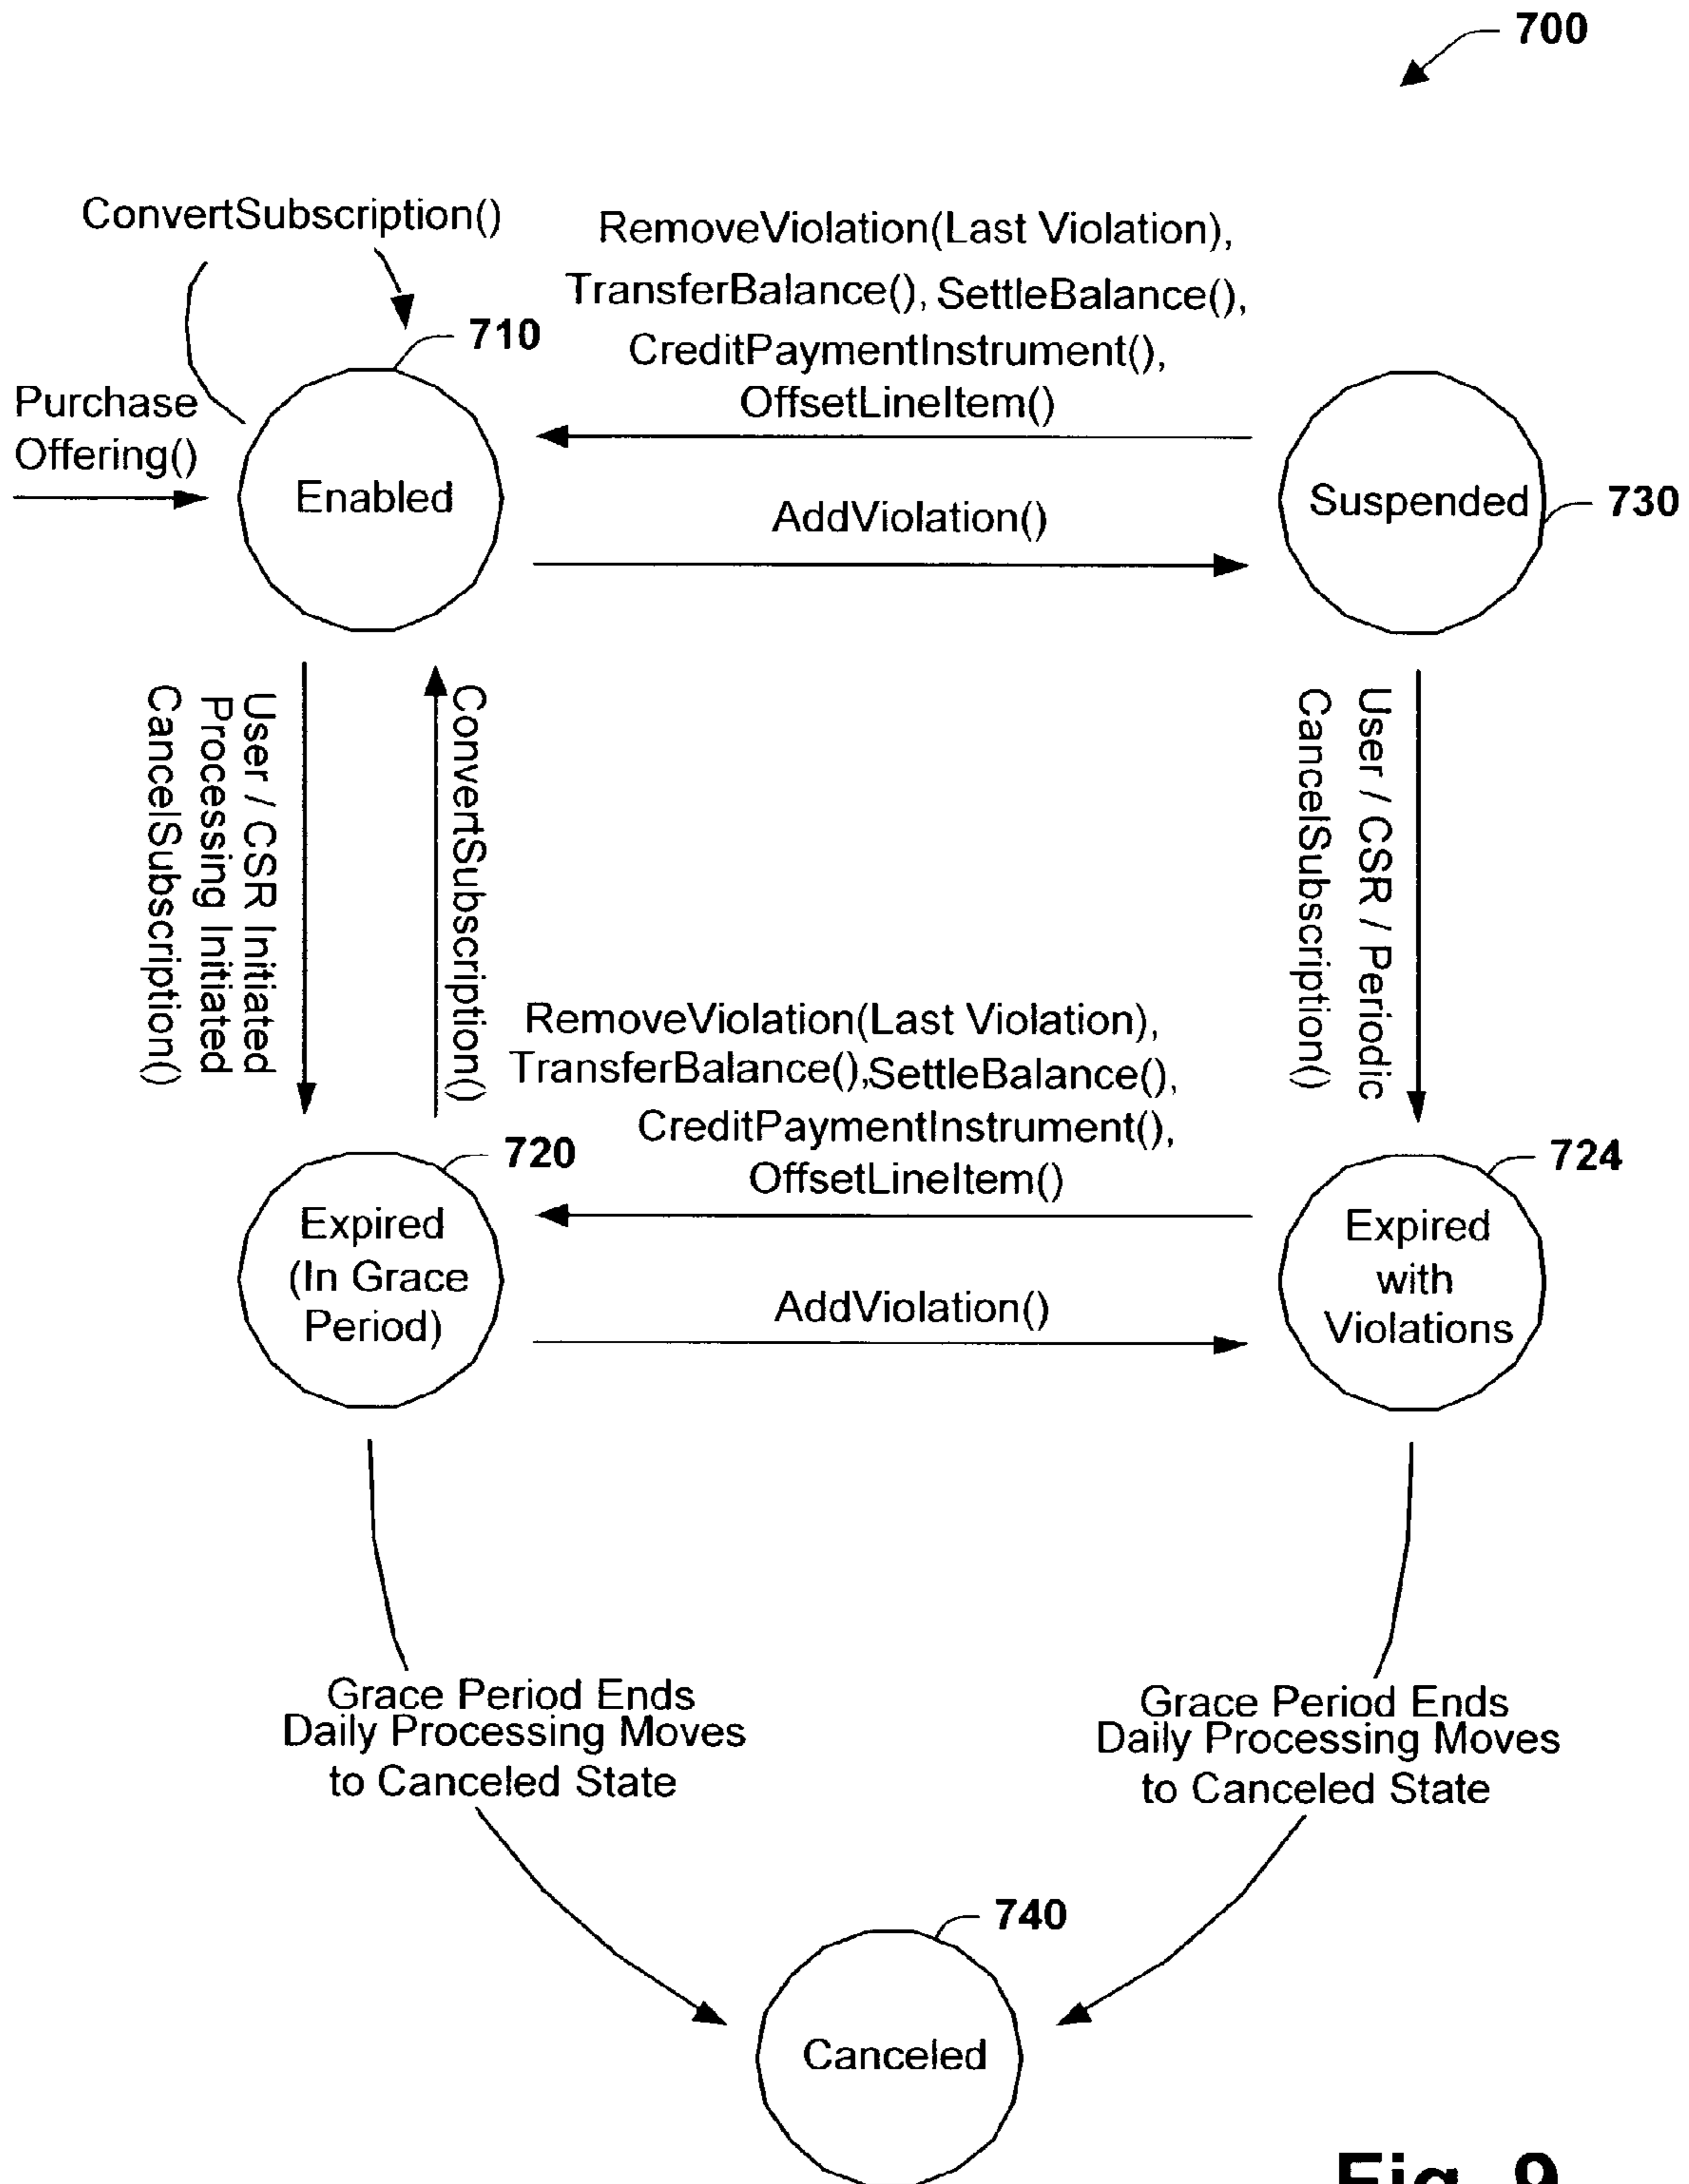 700
ConvertSubscription()
RemoveViolation(Last Violation),
TransferBalance(), SettleBalance(),
CreditPaymentInstrument(),
OffsetLineItem()
710
Purchase
Offering()
Enabled
AddViolation()
Suspended
730
User / CSR Initiated
Processing Initiated
CancelSubscription()
ConvertSubscription()
User / CSR / Periodic
CancelSubscription()
RemoveViolation(Last Violation),
TransferBalance(),SettleBalance(),
CreditPaymentInstrument(),
OffsetLineItem()
720
724
Expired
(In Grace
Period)
AddViolation()
Expired
with
Violations
Grace Period Ends
Daily Processing Moves
to Canceled State
Grace Period Ends
Daily Processing Moves
to Canceled State
740
Canceled
Fig. 9